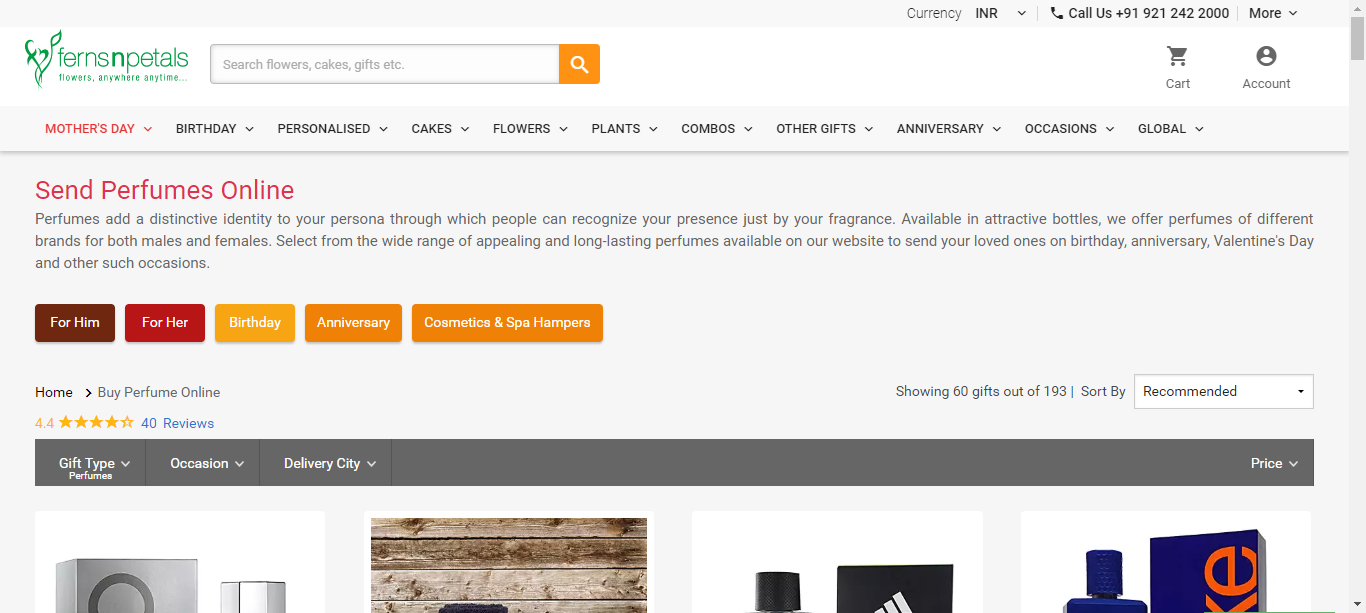 Currency INR Call Us +91 921 242 2000 More
fernsnpetals
flowers, anywhere anytime...
Search flowers, cakes, gifts etc.
Cart Account
MOTHER'S DAY BIRTHDAY PERSONALISED CAKES FLOWERS PLANTS COMBOS OTHER GIFTS ANNIVERSARY OCCASIONS GLOBAL
Send Perfumes Online
Perfumes add a distinctive identity to your persona through which people can recognize your presence just by your fragrance. Available in attractive bottles, we offer perfumes of different
brands for both males and females. Select from the wide range of appealing and long-lasting perfumes available on our website to send your loved ones on birthday, anniversary, Valentine's Day
and other such occasions.
For Him For Her Birthday Anniversary Cosmetics & Spa Hampers
Home Buy Perfume Online Showing 60 gifts out of 193 | Sort By Recommended
4.4 40 Reviews
Gift Type Occasion Delivery City Price
Perfumes